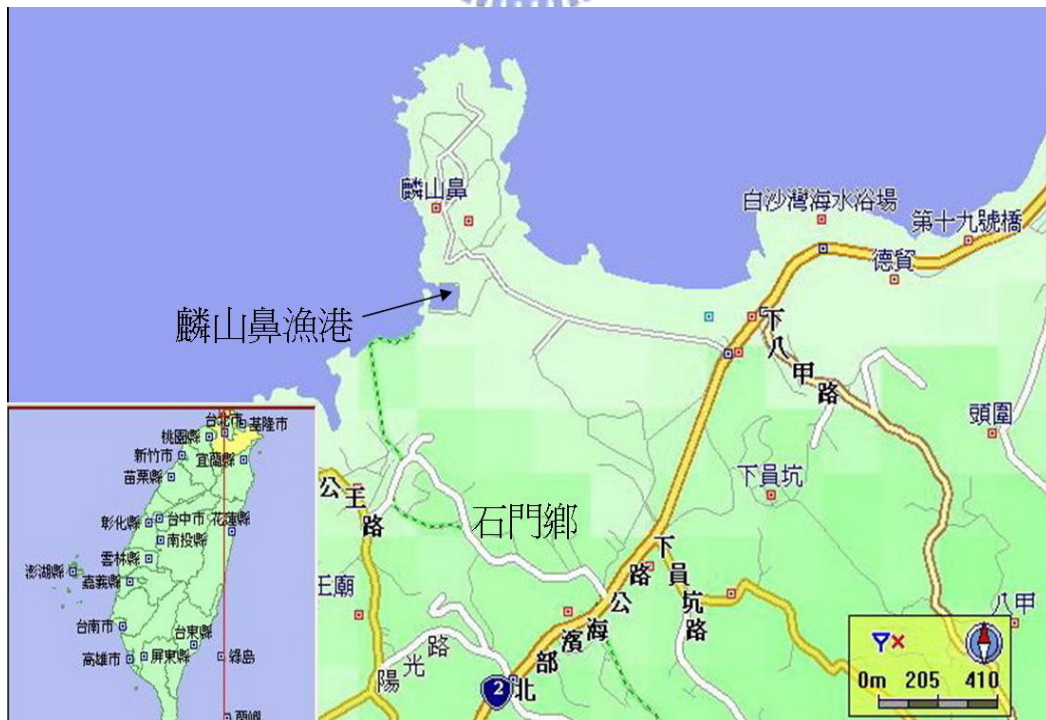 麟山鼻
白沙灣海水浴場
第十九號橋
德貿
麟山鼻漁港
下八甲路
頭圍
下員坑
石門鄉
公王路
王廟
陽光路
北部濱海公路
下員坑路
八甲
2
0m 205 410
台北市
基隆市
桃園縣
新竹市
宜蘭縣
苗栗縣
台中市
花蓮縣
彰化縣
南投縣
雲林縣
澎湖縣
嘉義縣
台南市
台東縣
高雄市
屏東縣
綠島
蘭嶼